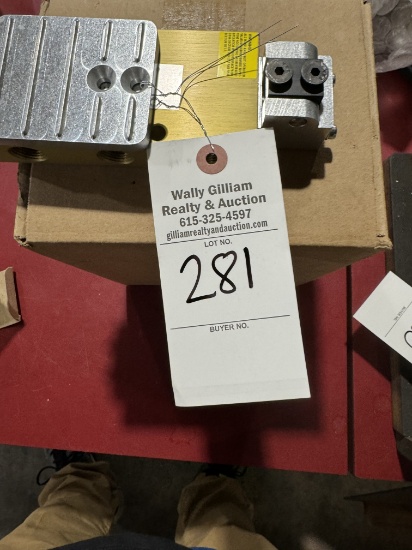 Wally Gilliam
Realty & Auction
615-325-4597
gilliamrealtyandauction.com
LOT NO.
281
BUYER NO.